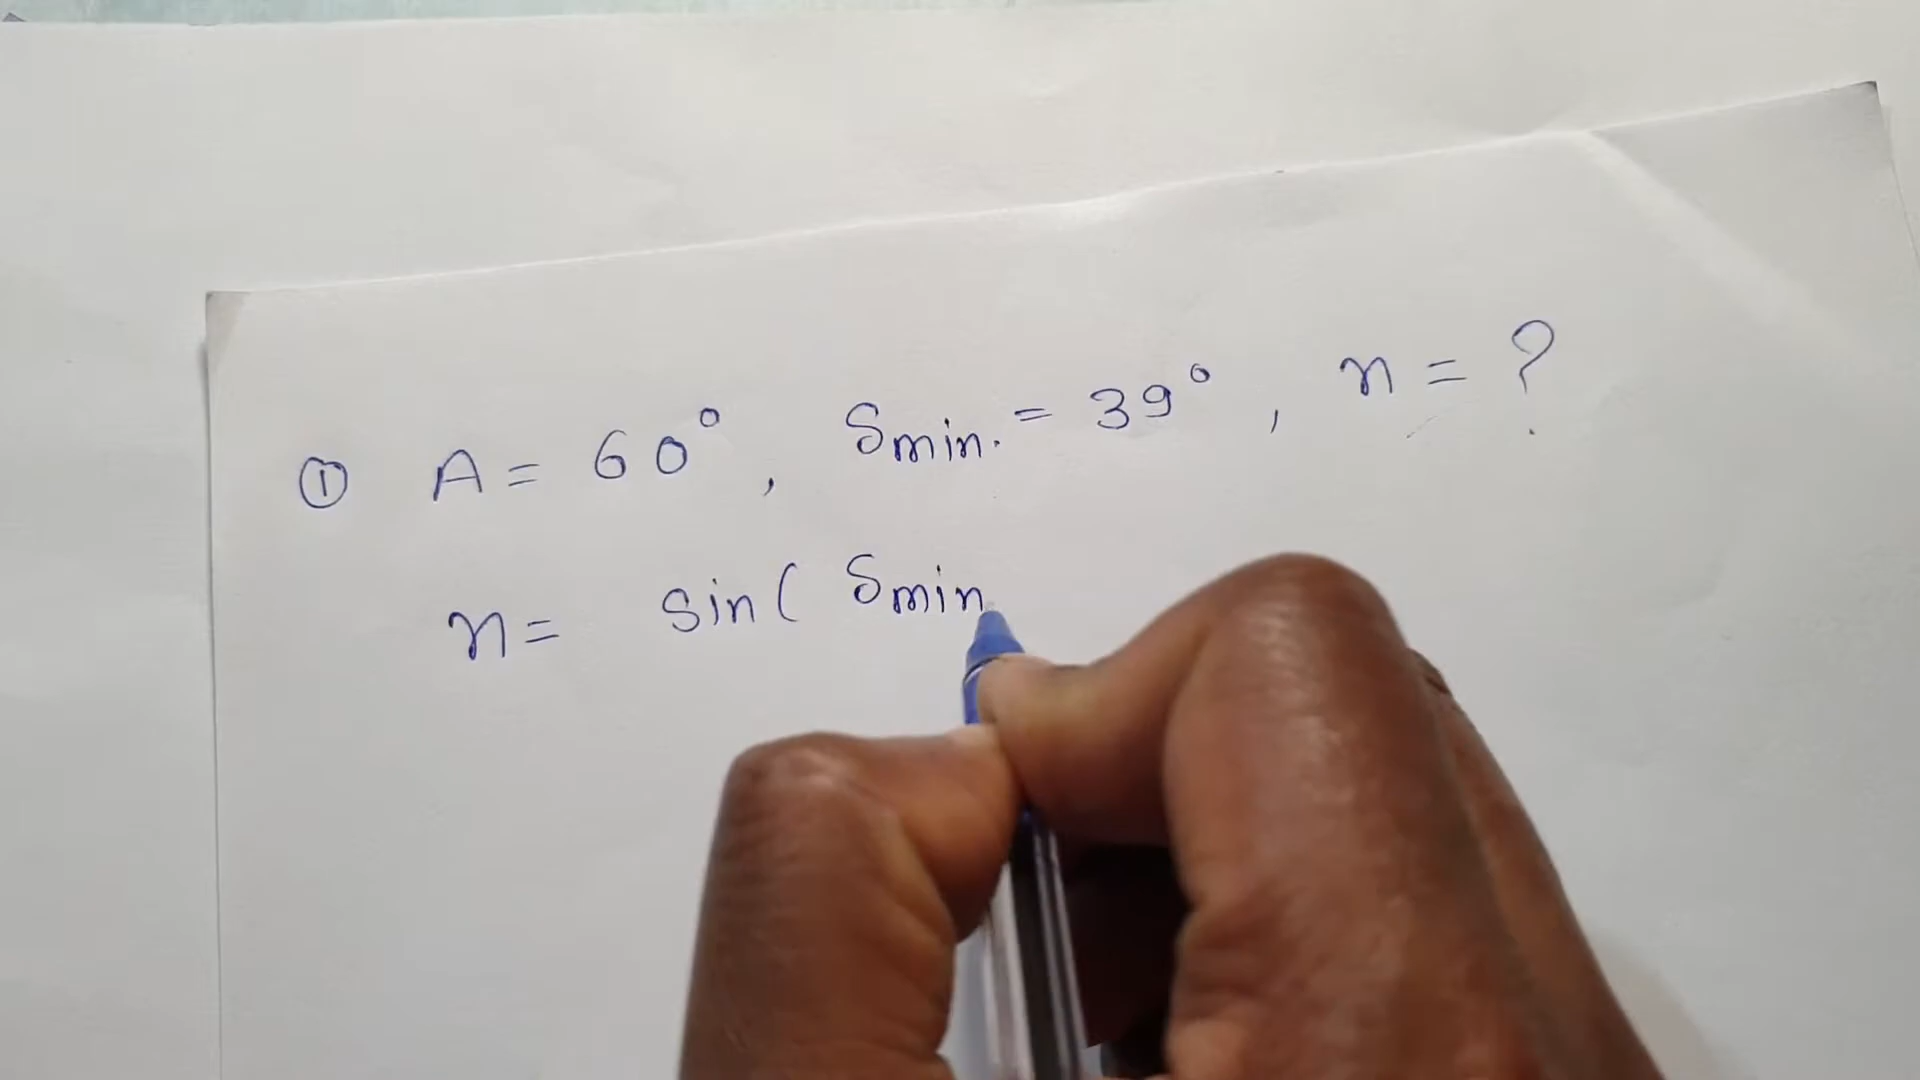 ① A = 60°, δmin. = 39°, n = ?
n = sin( δmin